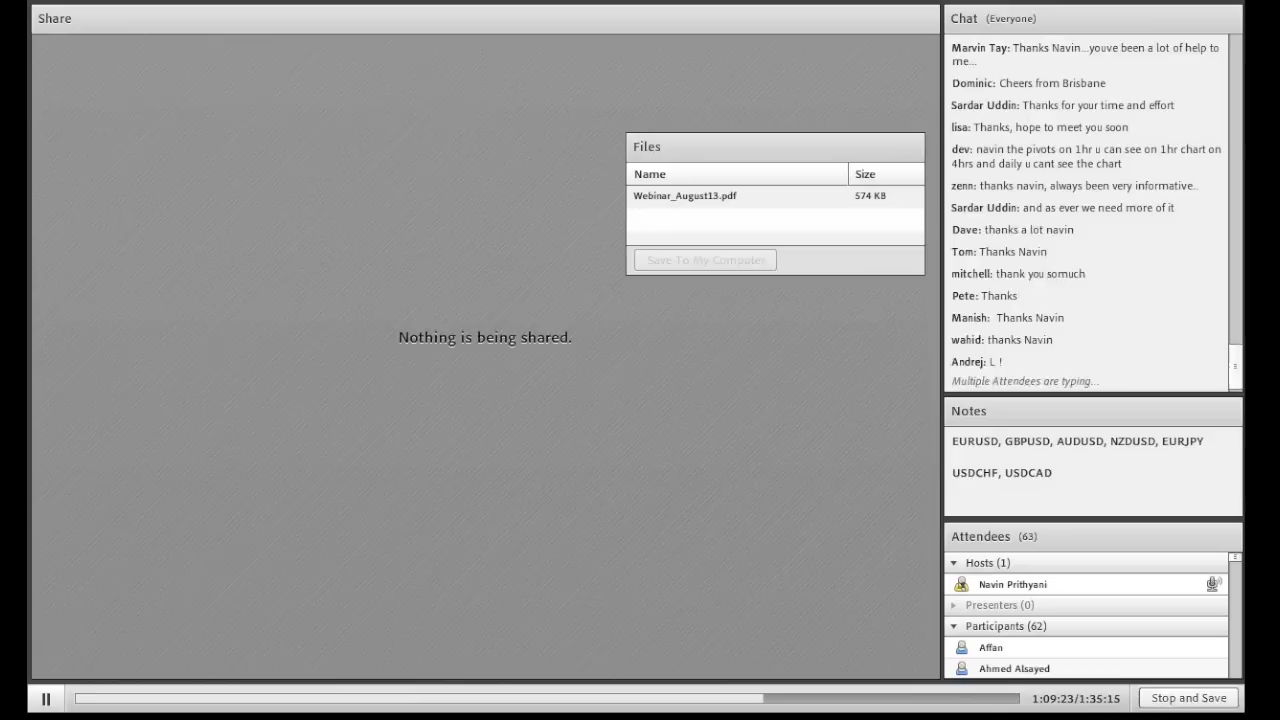 Share
Nothing is being shared.
Files
Name Size
Webinar_August13.pdf 574 KB
Save To My Computer
Chat (Everyone)
Marvin Tay: Thanks Navin...youve been a lot of help to
me...
Dominic: Cheers from Brisbane
Sardar Uddin: Thanks for your time and effort
lisa: Thanks, hope to meet you soon
dev: navin the pivots on 1hr u can see on 1hr chart on
4hrs and daily u cant see the chart
zenn: thanks navin, always been very informative..
Sardar Uddin: and as ever we need more of it
Dave: thanks a lot navin
Tom: Thanks Navin
mitchell: thank you somuch
Pete: Thanks
Manish: Thanks Navin
wahid: thanks Navin
Andrej: L !
Multiple Attendees are typing...
Notes
EURUSD, GBPUSD, AUDUSD, NZDUSD, EURJPY
USDCHF, USDCAD
Attendees (63)
Hosts (1)
Navin Prithyani
Presenters (0)
Participants (62)
Affan
Ahmed Alsayed
1:09:23/1:35:15
Stop and Save